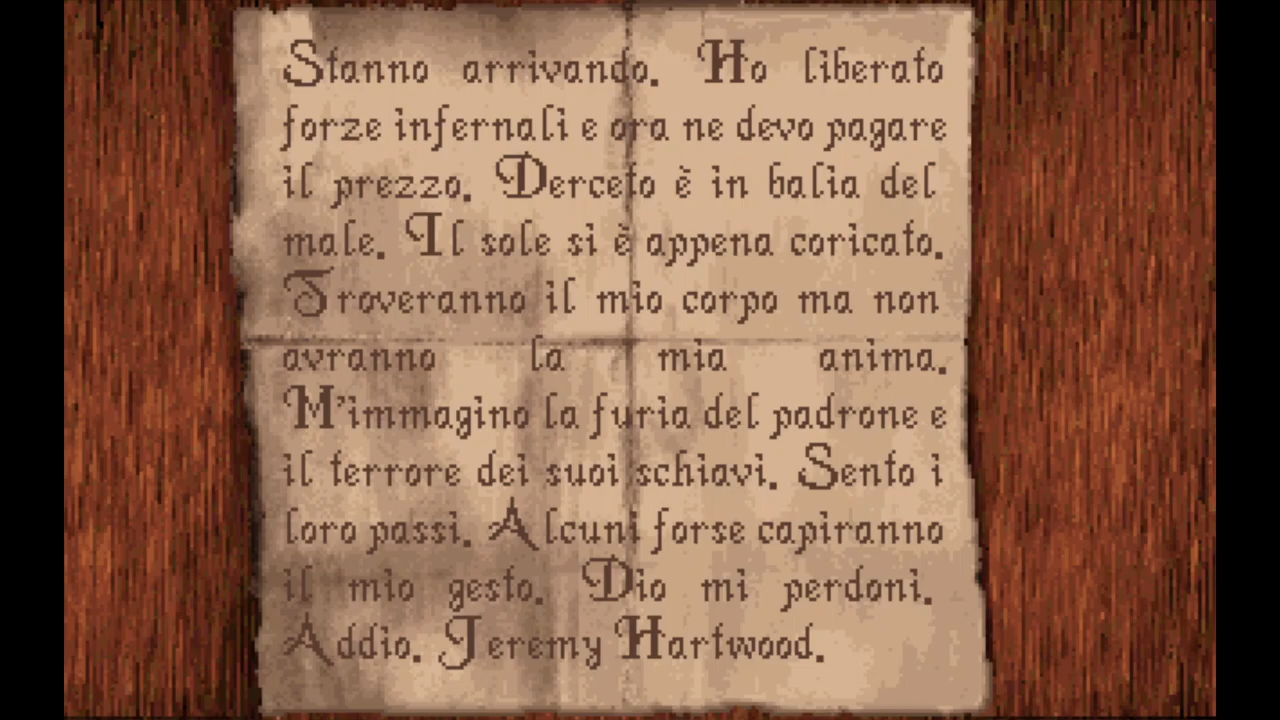 Stanno arrivando. Ho liberato
forze infernali e ora ne devo pagare
il prezzo. Derceto è in balia del
male. Il sole si è appena coricato.
Troveranno il mio corpo ma non
avranno la mia anima.
M'immagino la furia del padrone e
il terrore dei suoi schiavi. Sento i
loro passi. Alcuni forse capiranno
il mio gesto. Dio mi perdoni.
Addio. Jeremy Hartwood.